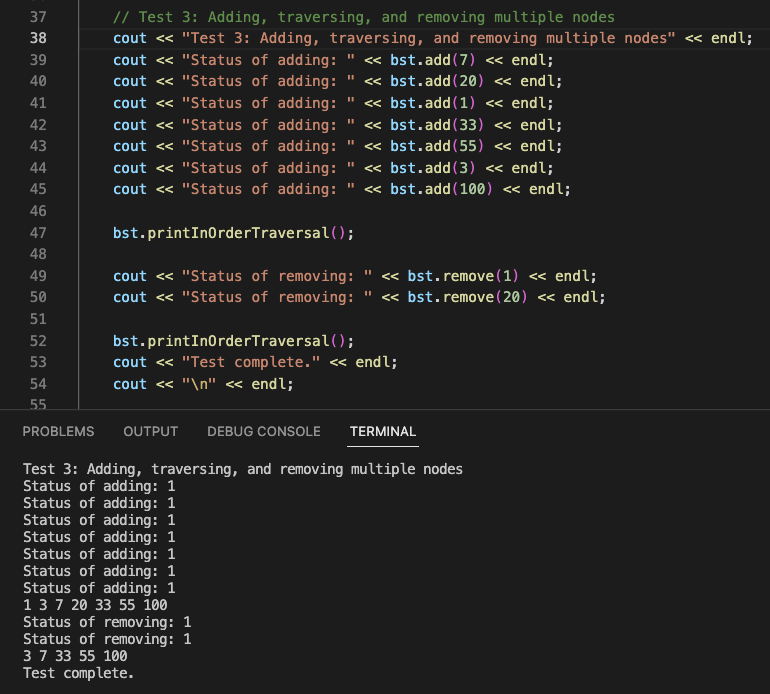 37 // Test 3: Adding, traversing, and removing multiple nodes
38 cout << "Test 3: Adding, traversing, and removing multiple nodes" << endl;
39 cout << "Status of adding: " << bst.add(7) << endl;
40 cout << "Status of adding: " << bst.add(20) << endl;
41 cout << "Status of adding: " << bst.add(1) << endl;
42 cout << "Status of adding: " << bst.add(33) << endl;
43 cout << "Status of adding: " << bst.add(55) << endl;
44 cout << "Status of adding: " << bst.add(3) << endl;
45 cout << "Status of adding: " << bst.add(100) << endl;
46
47 bst.printInOrderTraversal();
48
49 cout << "Status of removing: " << bst.remove(1) << endl;
50 cout << "Status of removing: " << bst.remove(20) << endl;
51
52 bst.printInOrderTraversal();
53 cout << "Test complete." << endl;
54 cout << "\n" << endl;
55
PROBLEMS OUTPUT DEBUG CONSOLE TERMINAL
Test 3: Adding, traversing, and removing multiple nodes
Status of adding: 1
Status of adding: 1
Status of adding: 1
Status of adding: 1
Status of adding: 1
Status of adding: 1
Status of adding: 1
1 3 7 20 33 55 100
Status of removing: 1
Status of removing: 1
3 7 33 55 100
Test complete.